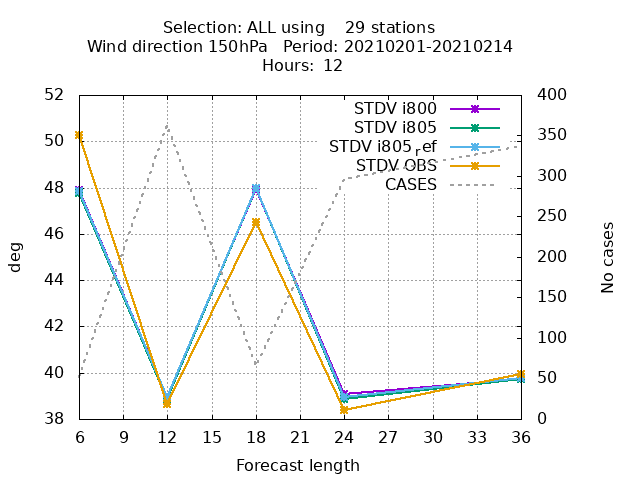 Selection: ALL using    29 stations
Wind direction 150hPa   Period: 20210201-20210214
Hours:  12
52
50
48
46
44
42
40
38
400
350
300
250
200
150
100
50
0
STDV i800
STDV i805
STDV i805ref
STDV OBS
CASES
deg
No cases
6 9 12 15 18 21 24 27 30 33 36
Forecast length